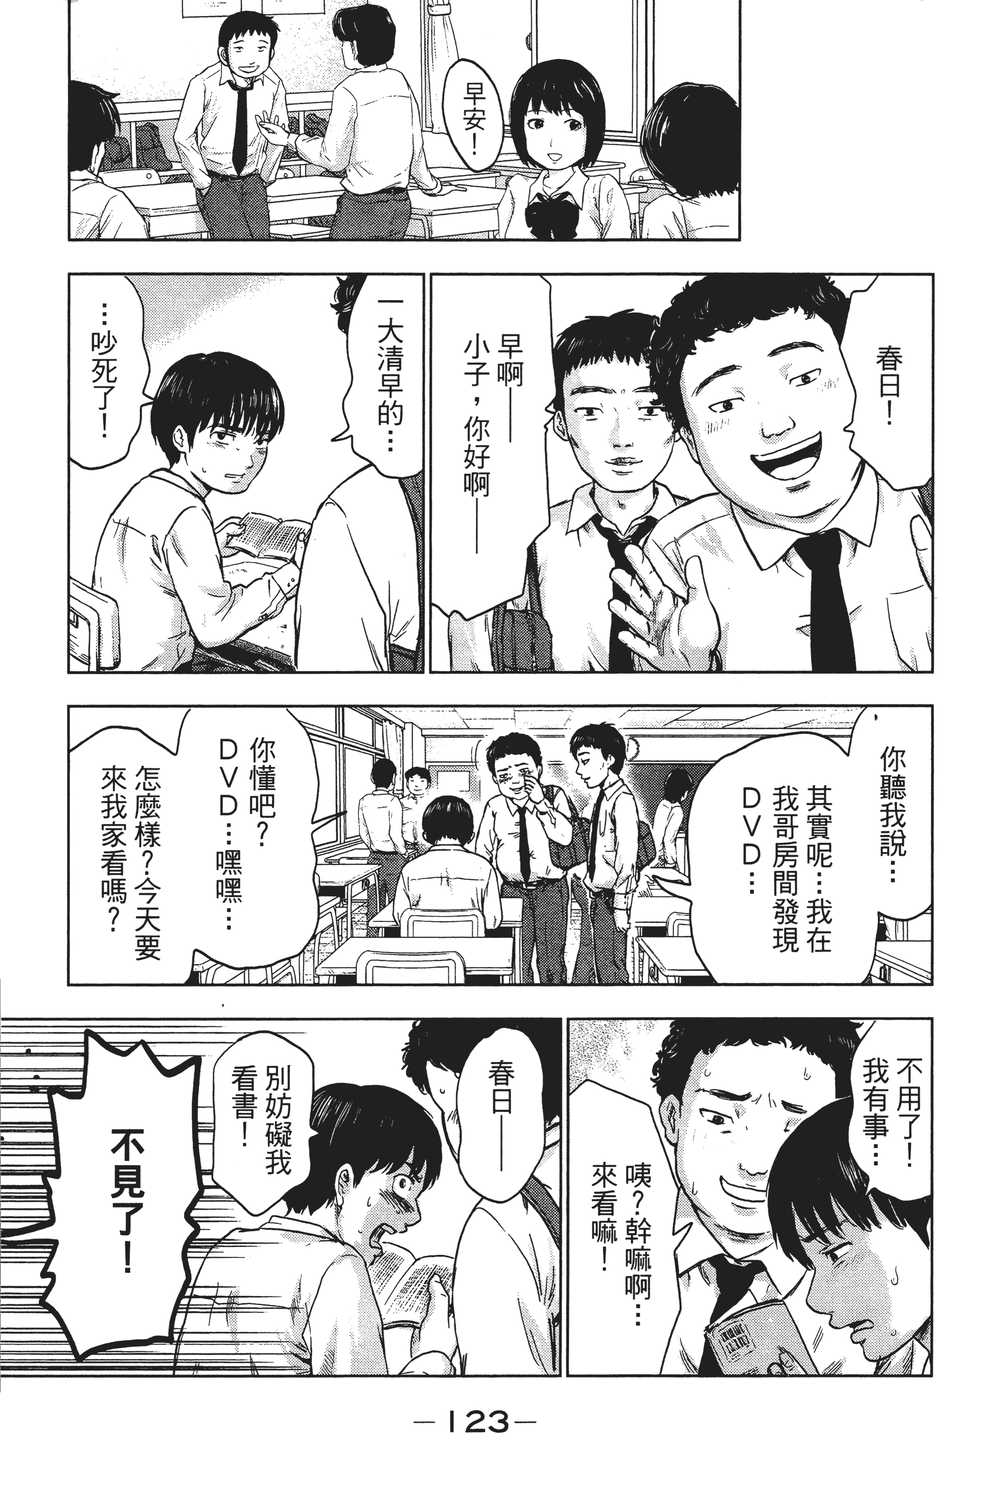 早安！
春日！
早啊──
小子，你好啊──
一大清早的…
…吵死了！
你聽我說…
其實呢…我在
我哥房間發現
DVD…
你懂吧？
DVD…嘿嘿…
怎麼樣？今天要
來我家看嗎？
不用了！
我有事…
咦？幹嘛啊…
來看嘛！
春日──
別妨礙我
看書！
不見了！
—123—